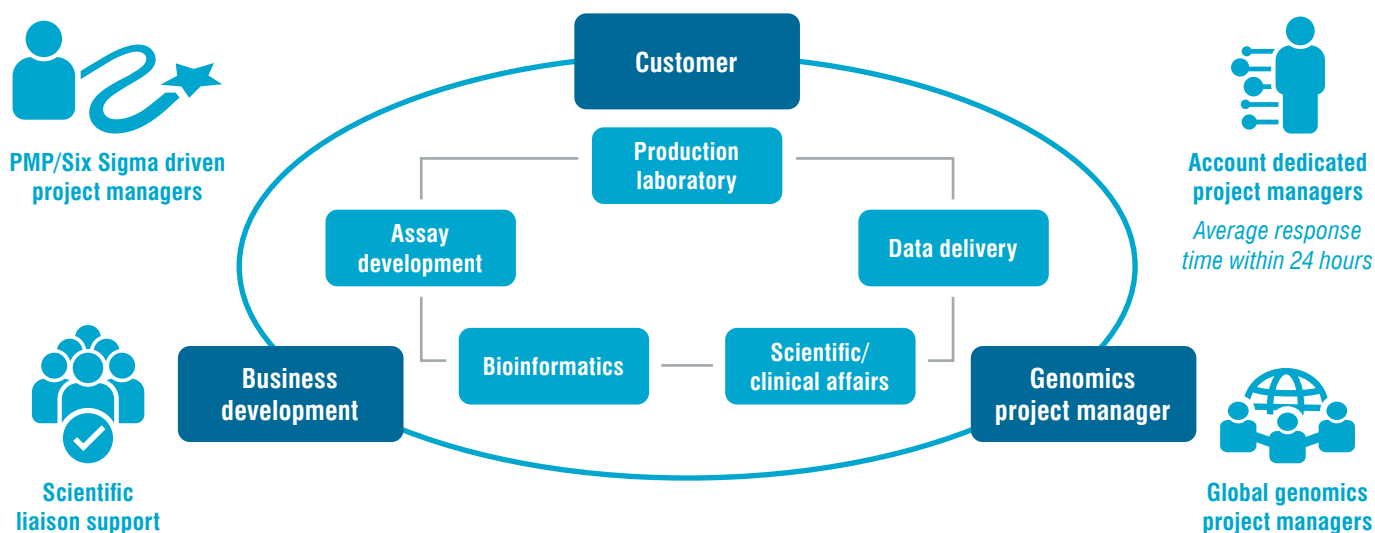 Customer
PMP/Six Sigma driven
project managers
Production
laboratory
Account dedicated
project managers
Average response
time within 24 hours
Assay
development
Data delivery
Bioinformatics
Scientific/
clinical affairs
Business
development
Genomics
project manager
Scientific
liaison support
Global genomics
project managers